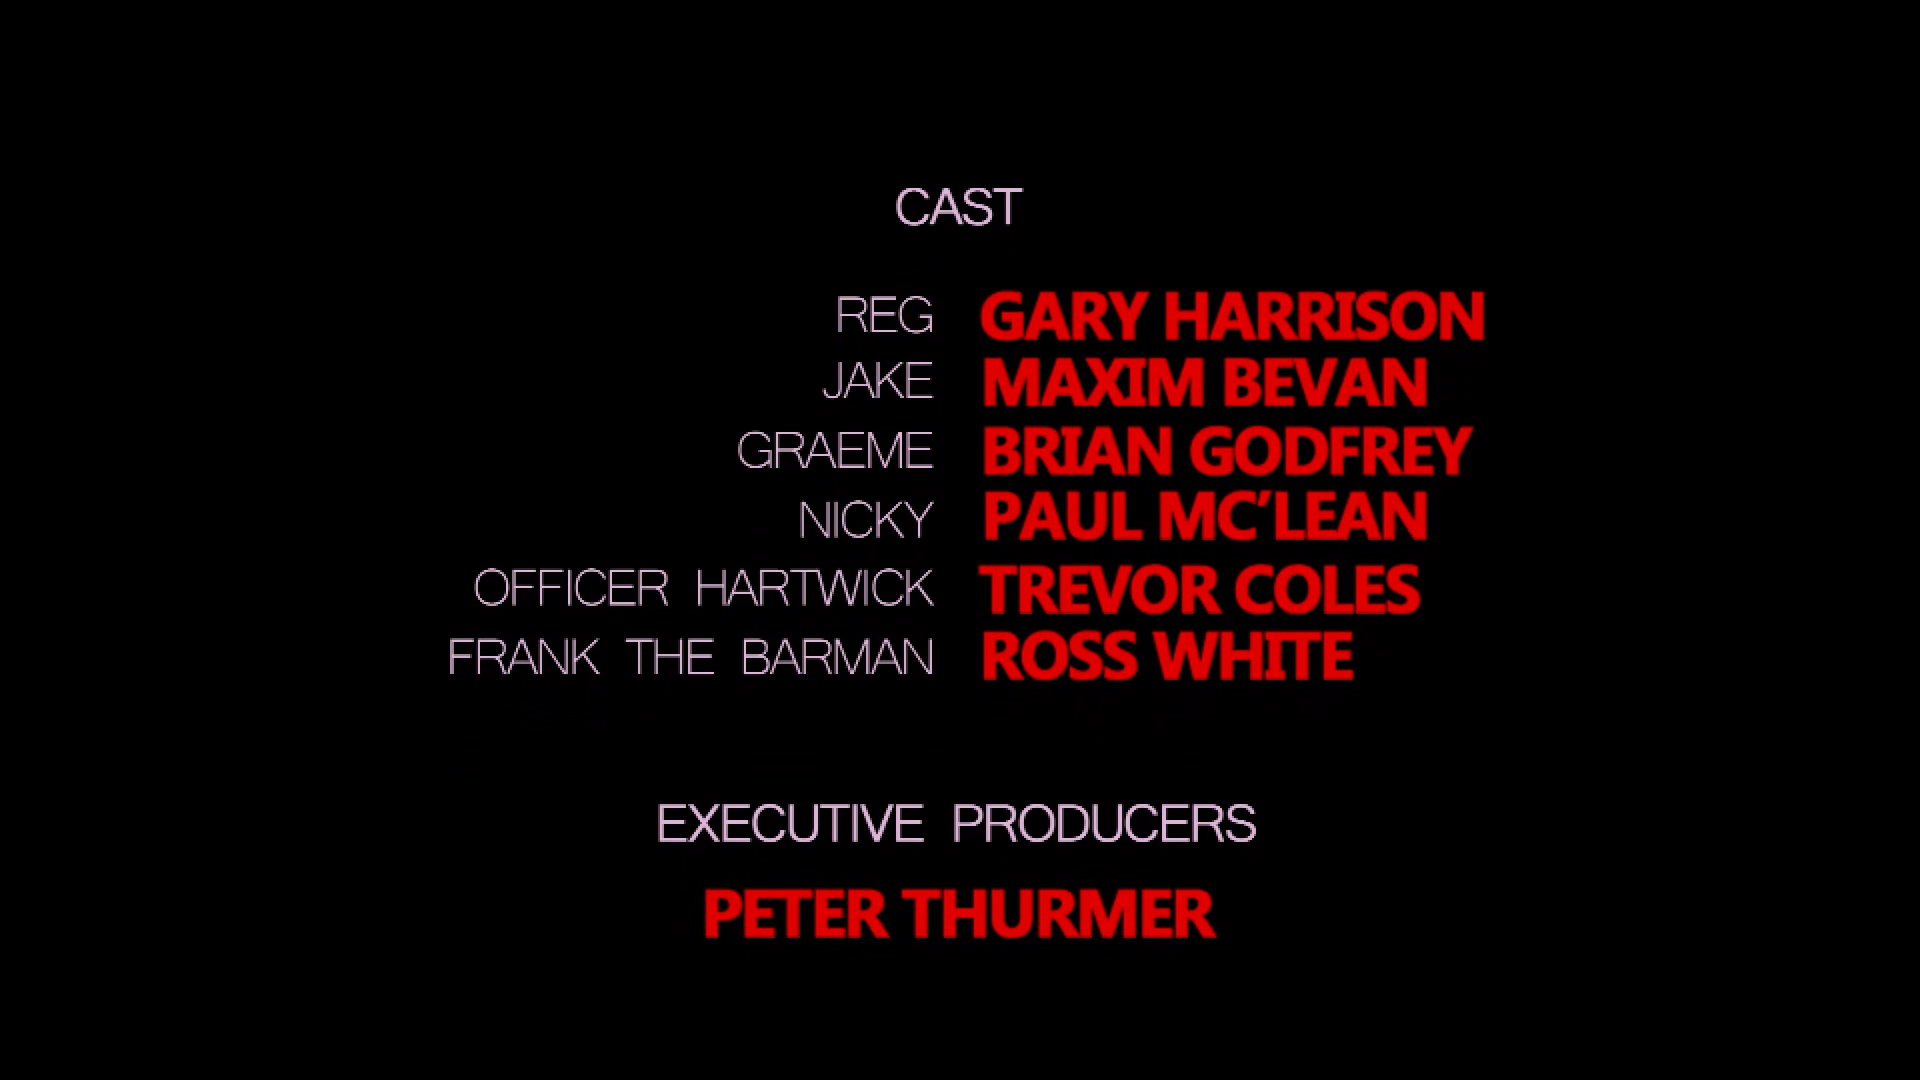 CAST
REG GARY HARRISON
JAKE MAXIM BEVAN
GRAEME BRIAN GODFREY
NICKY PAUL MC'LEAN
OFFICER HARTWICK TREVOR COLES
FRANK THE BARMAN ROSS WHITE
EXECUTIVE PRODUCERS
PETER THURMER